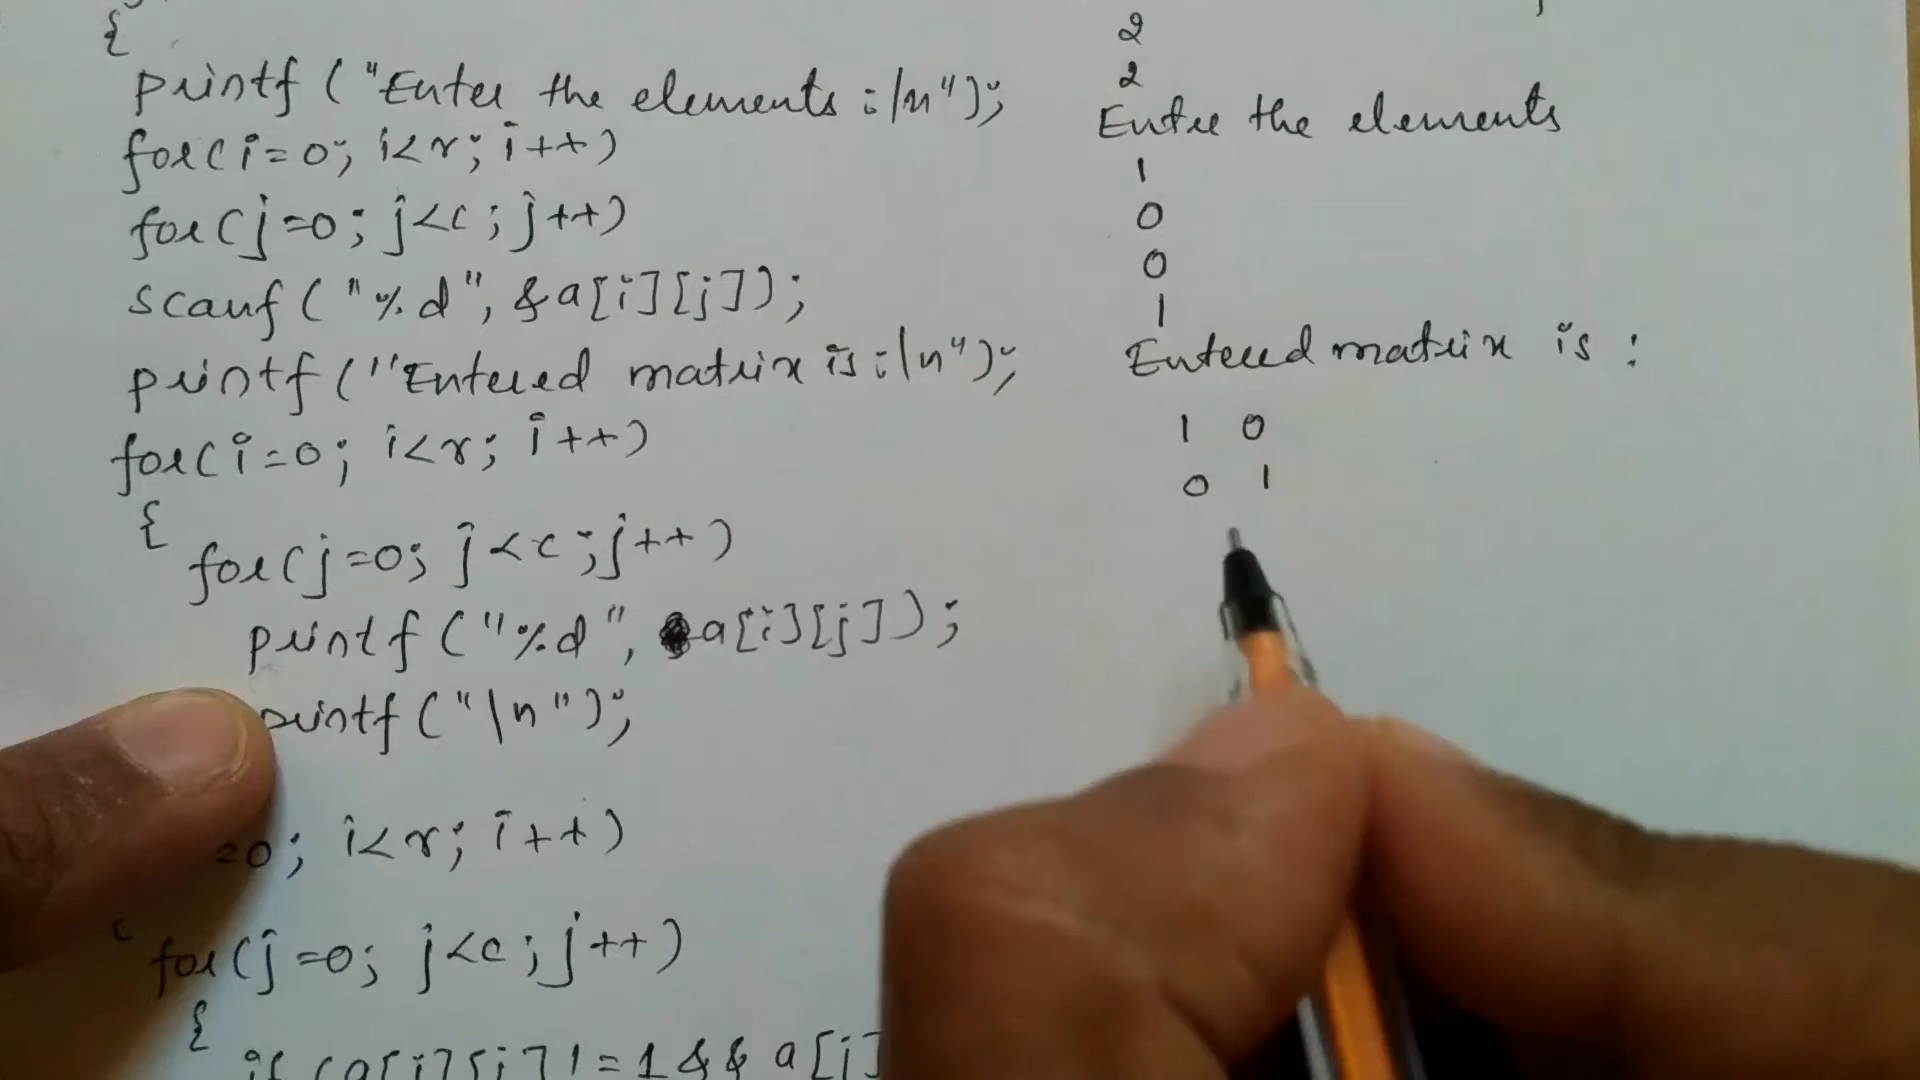 {
printf ("Enter the elements :\n");
for(i=0; i<r; i++)
for(j=0; j<c; j++)
scanf ("%d", &a[i][j]);
printf ("Entered matrix is :\n");
for(i=0; i<r; i++)
{
for(j=0; j<c; j++)
printf ("%d", a[i][j]);
printf ("\n");
=0; i<r; i++)
for(j=0; j<c; j++)
{
if (a[i][j]!=1 && a[j]
2
2
Enter the elements
1
0
0
1
Entered matrix is :
1 0
0 1